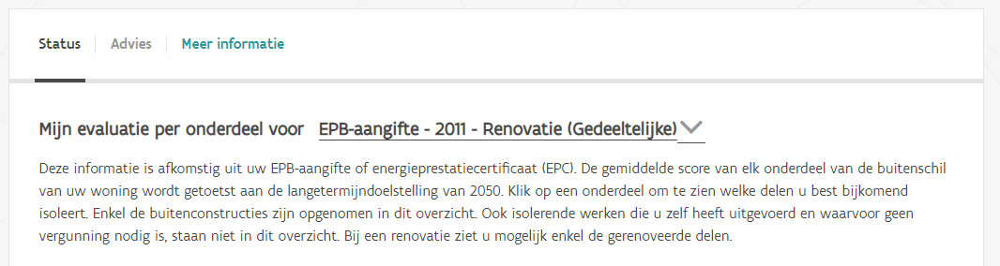 Status Advies Meer informatie
Mijn evaluatie per onderdeel voor EPB-aangifte - 2011 - Renovatie (Gedeeltelijke)
Deze informatie is afkomstig uit uw EPB-aangifte of energieprestatiecertificaat (EPC). De gemiddelde score van elk onderdeel van de buitenschil
van uw woning wordt getoetst aan de langetermijndoelstelling van 2050. Klik op een onderdeel om te zien welke delen u best bijkomend
isoleert. Enkel de buitenconstructies zijn opgenomen in dit overzicht. Ook isolerende werken die u zelf heeft uitgevoerd en waarvoor geen
vergunning nodig is, staan niet in dit overzicht. Bij een renovatie ziet u mogelijk enkel de gerenoveerde delen.